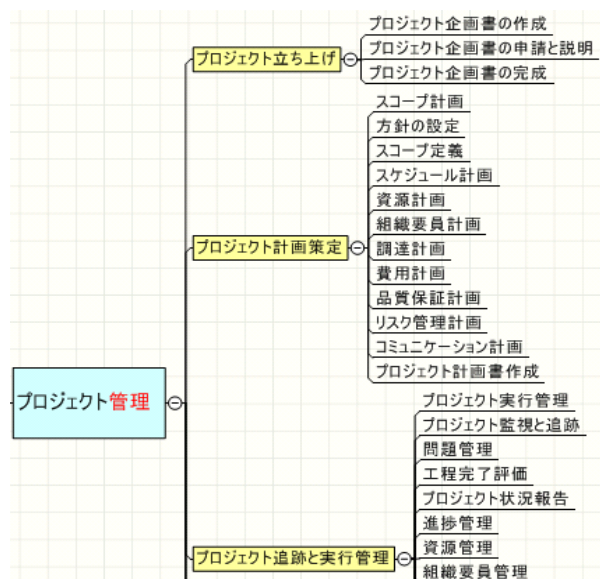 プロジェクト企画書の作成
プロジェクト企画書の申請と説明
プロジェクト立ち上げ
プロジェクト企画書の完成
スコープ計画
方針の設定
スコープ定義
スケジュール計画
資源計画
組織要員計画
プロジェクト計画策定
調達計画
費用計画
品質保証計画
リスク管理計画
コミュニケーション計画
プロジェクト計画書作成
プロジェクト管理
プロジェクト実行管理
プロジェクト監視と追跡
問題管理
工程完了評価
プロジェクト状況報告
進捗管理
資源管理
プロジェクト追跡と実行管理
組織要員管理